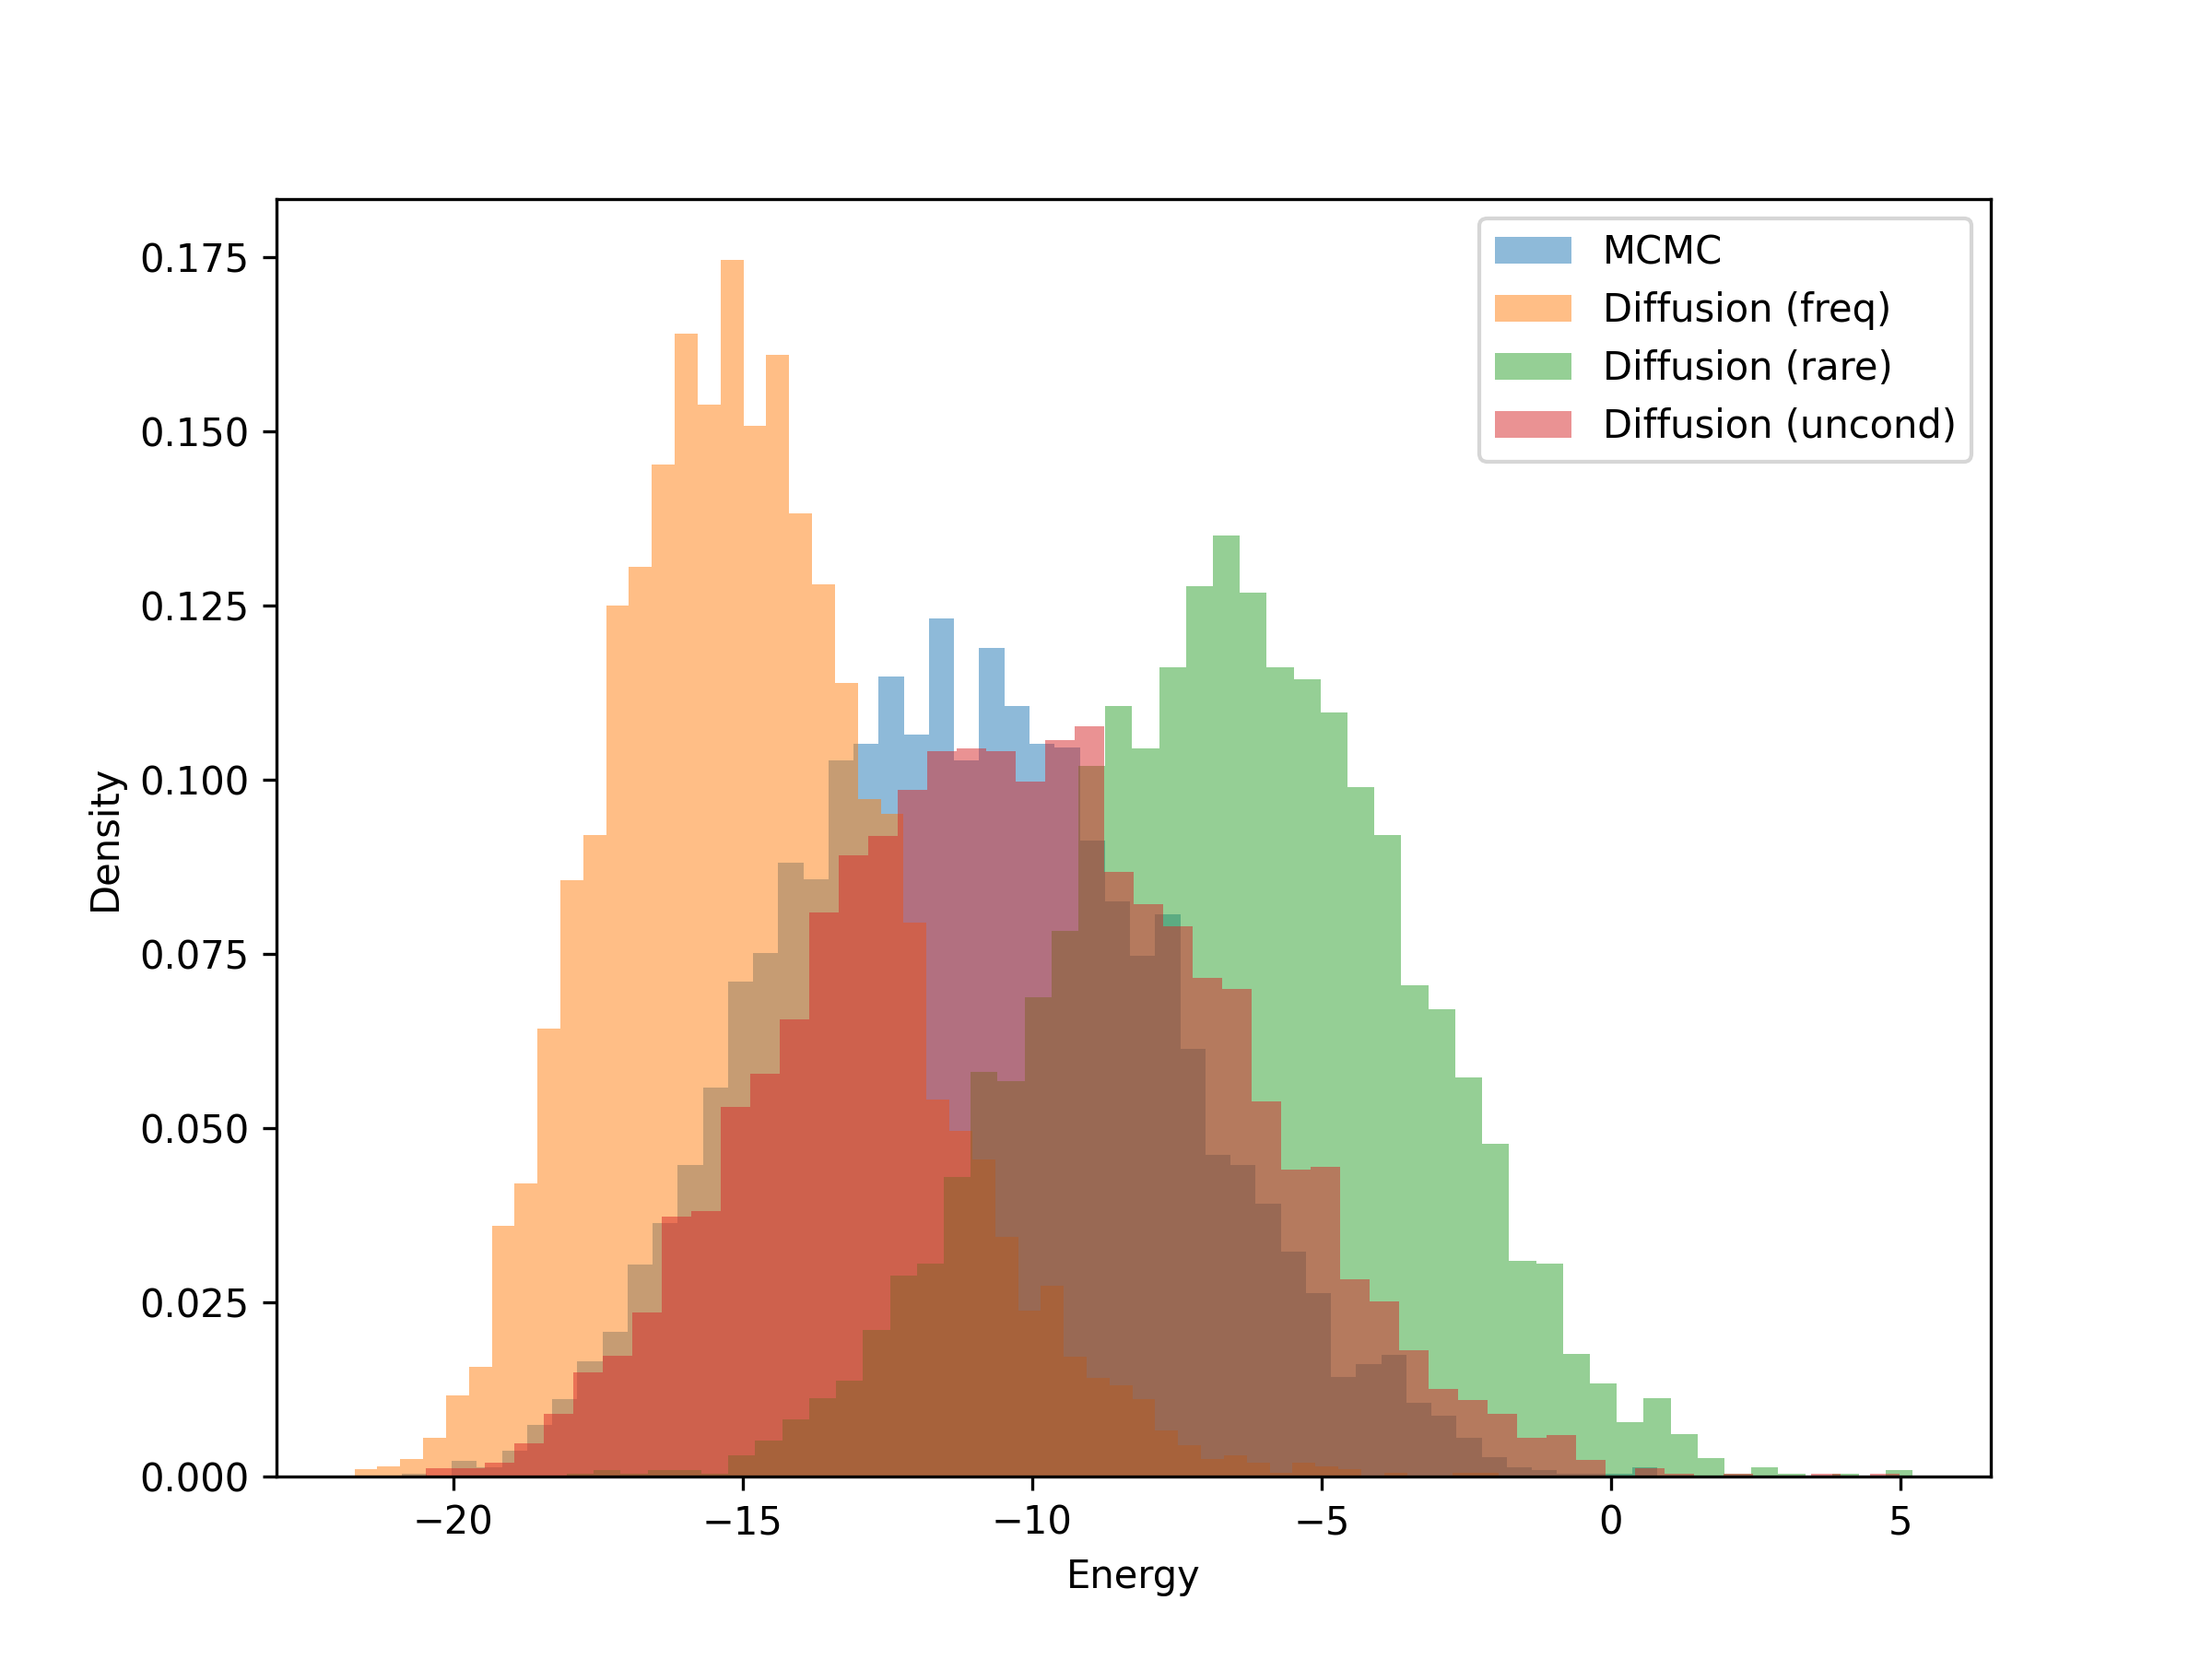 MCMC
Diffusion (freq)
Diffusion (rare)
Diffusion (uncond)
0.175
0.150
0.125
0.100
0.075
0.050
0.025
0.000
Density
−20 −15 −10 −5 0 5
Energy